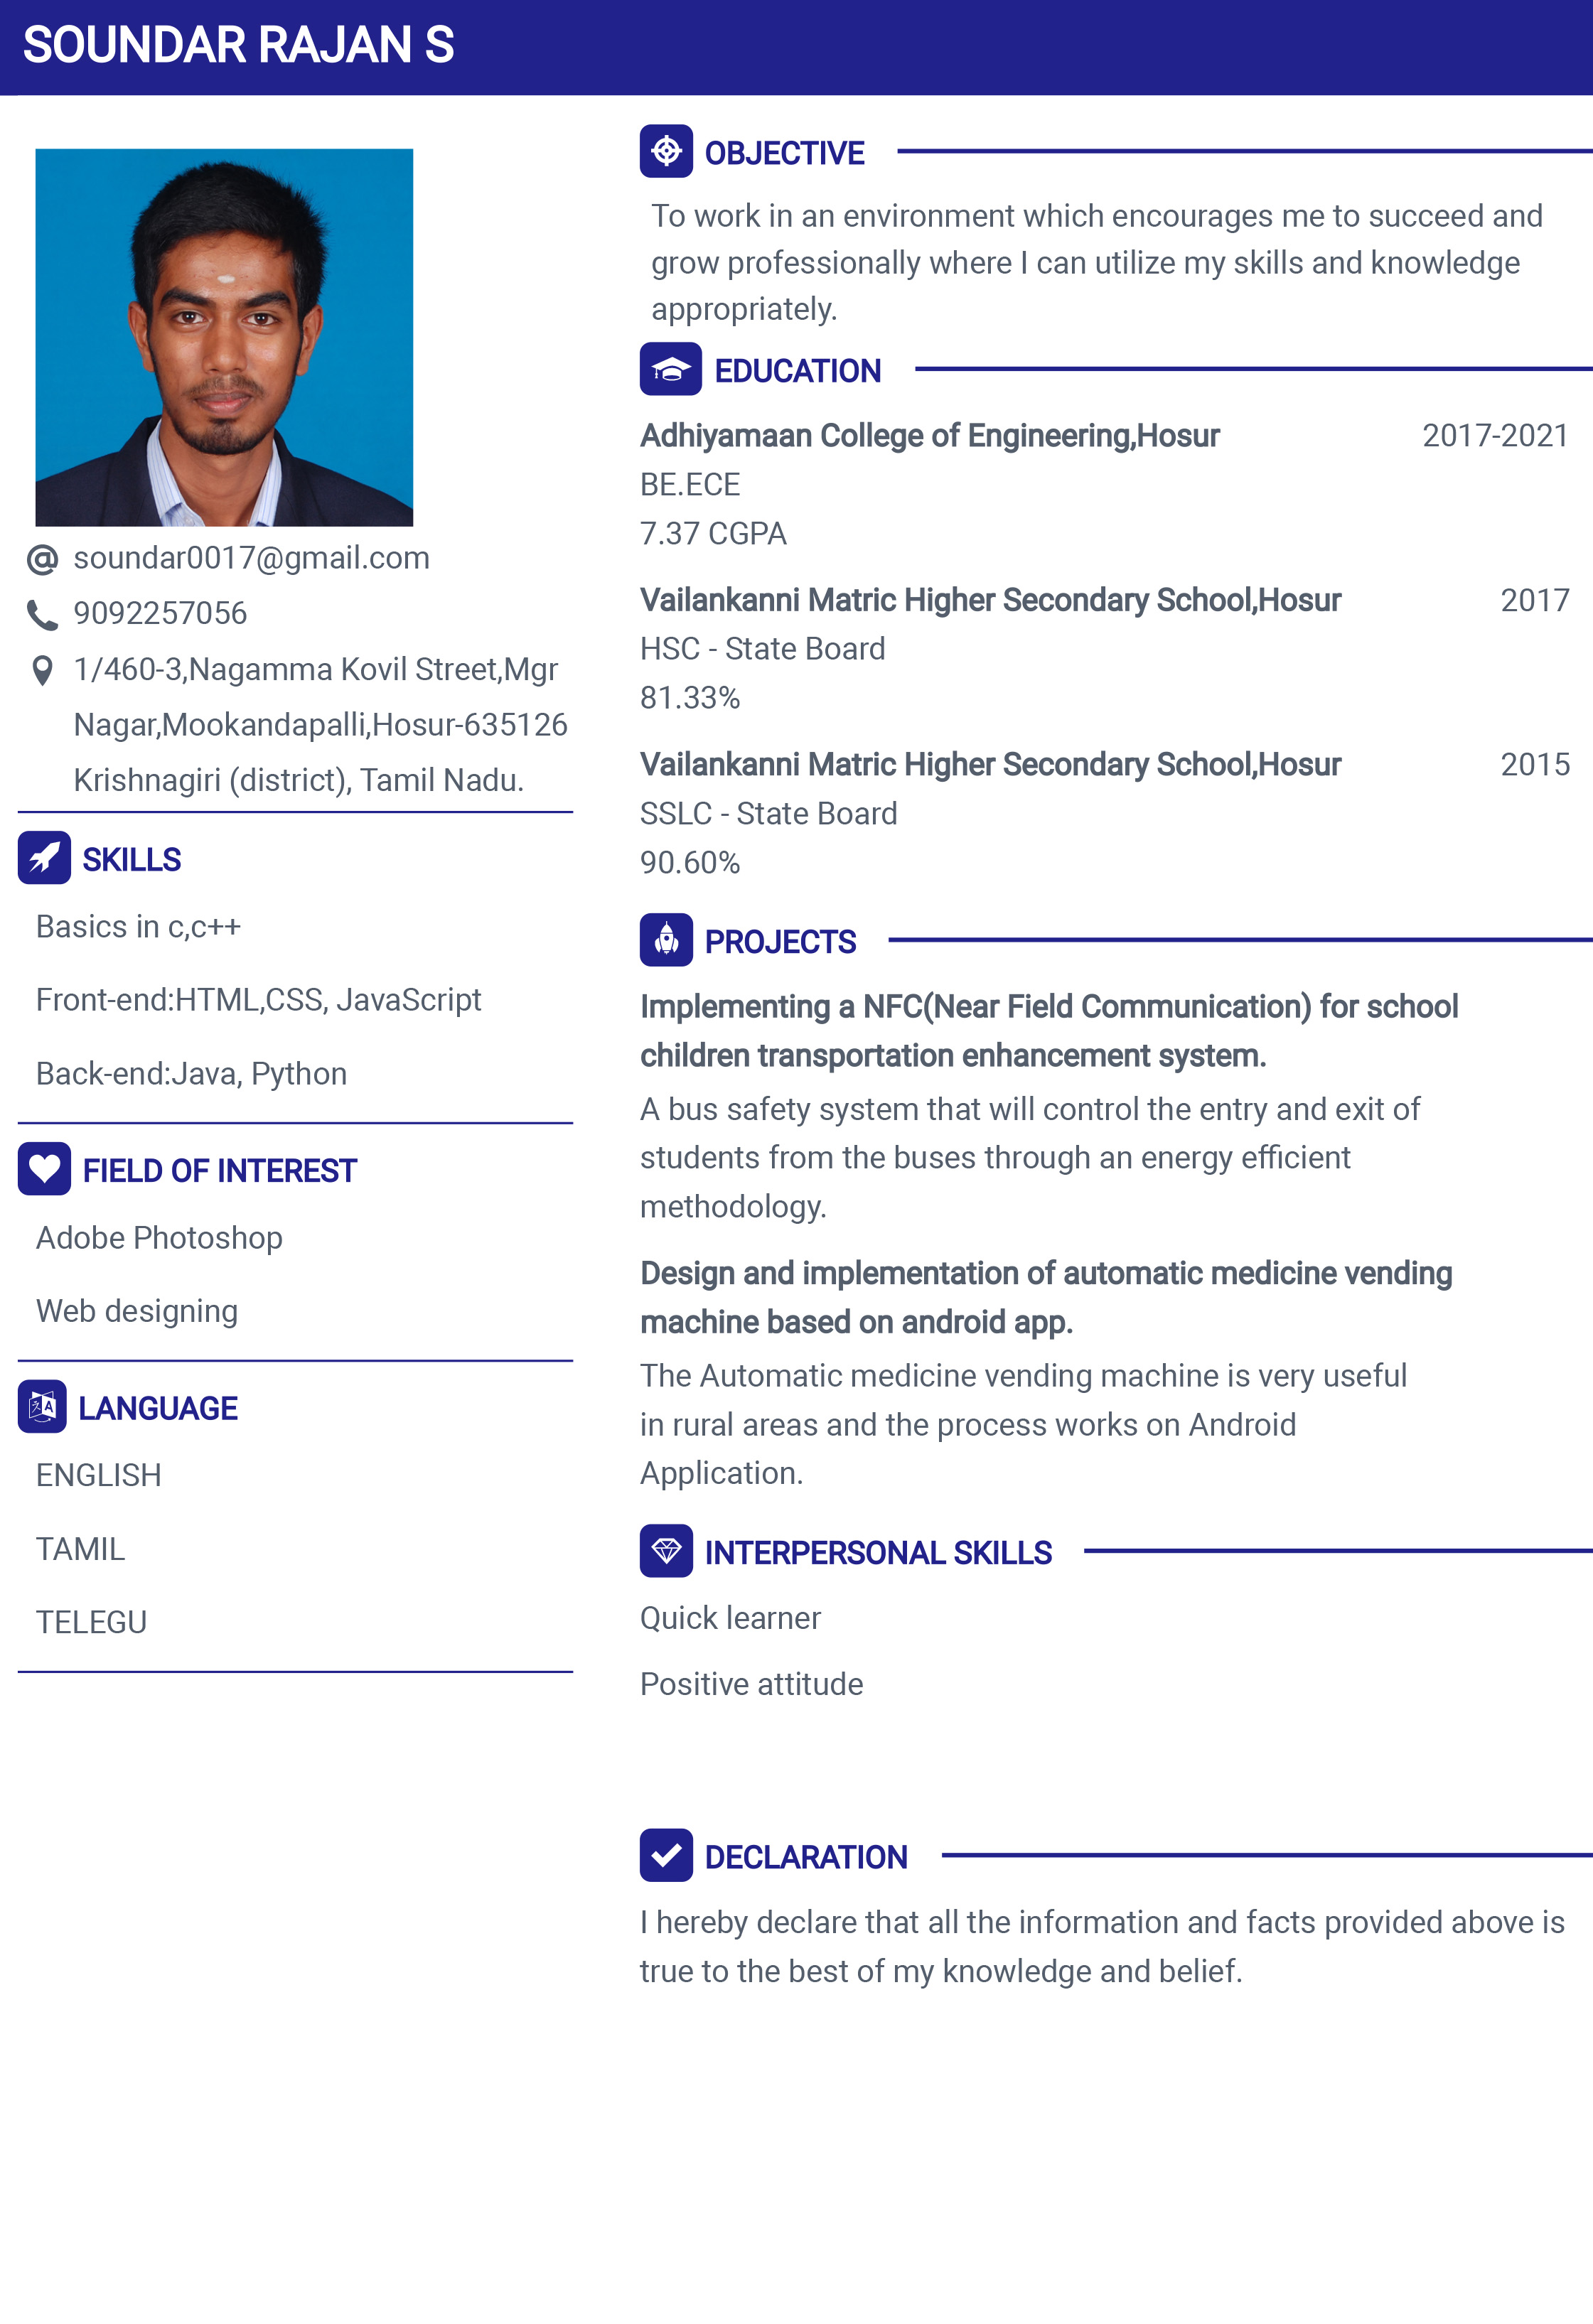 SOUNDAR RAJAN S
@ soundar0017@gmail.com
9092257056
1/460-3,Nagamma Kovil Street,Mgr
Nagar,Mookandapalli,Hosur-635126
Krishnagiri (district), Tamil Nadu.
SKILLS
Basics in c,c++
Front-end:HTML,CSS, JavaScript
Back-end:Java, Python
FIELD OF INTEREST
Adobe Photoshop
Web designing
LANGUAGE
ENGLISH
TAMIL
TELEGU
OBJECTIVE
To work in an environment which encourages me to succeed and
grow professionally where I can utilize my skills and knowledge
appropriately.
EDUCATION
Adhiyamaan College of Engineering,Hosur 2017-2021
BE.ECE
7.37 CGPA
Vailankanni Matric Higher Secondary School,Hosur 2017
HSC - State Board
81.33%
Vailankanni Matric Higher Secondary School,Hosur 2015
SSLC - State Board
90.60%
PROJECTS
Implementing a NFC(Near Field Communication) for school
children transportation enhancement system.
A bus safety system that will control the entry and exit of
students from the buses through an energy efficient
methodology.
Design and implementation of automatic medicine vending
machine based on android app.
The Automatic medicine vending machine is very useful
in rural areas and the process works on Android
Application.
INTERPERSONAL SKILLS
Quick learner
Positive attitude
DECLARATION
I hereby declare that all the information and facts provided above is
true to the best of my knowledge and belief.